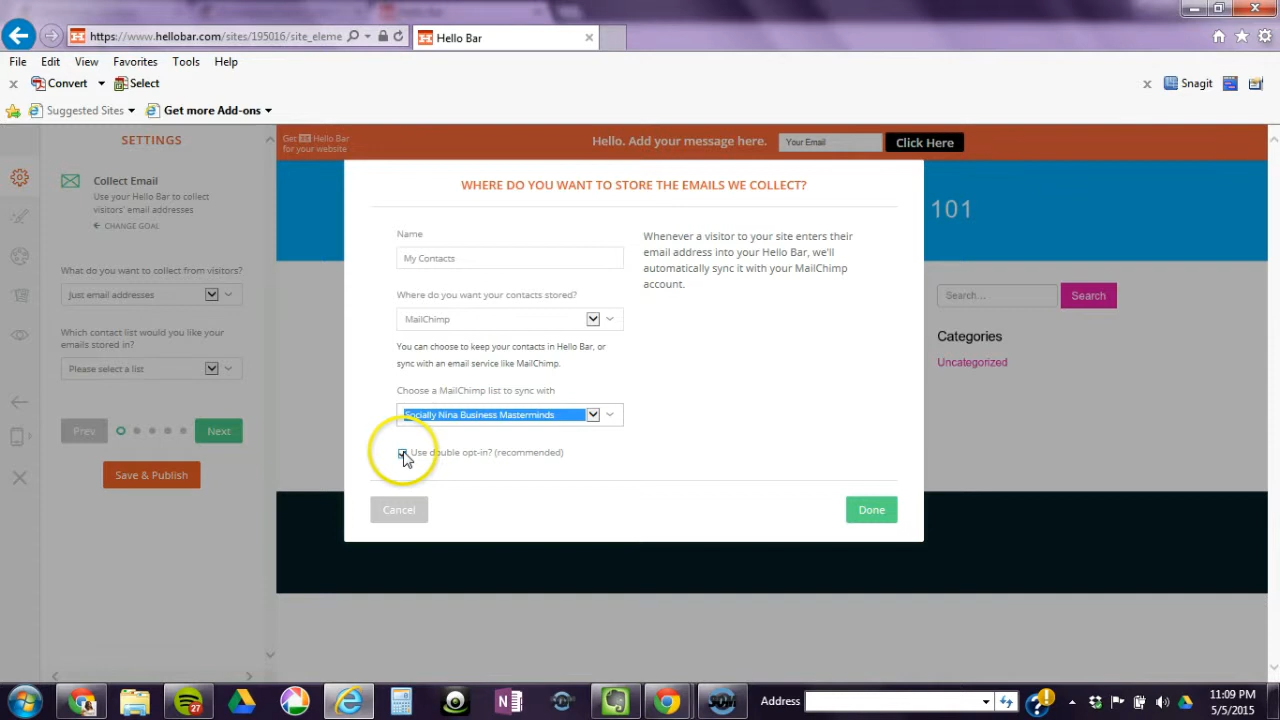 Hello Bar
https://www.hellobar.com/sites/195016/site_eleme
Hello Bar
File Edit View Favorites Tools Help
Convert Select Snagit
Suggested Sites Get more Add-ons
SETTINGS
Collect Email
Use your Hello Bar to collect
visitors' email addresses
CHANGE GOAL
What do you want to collect from visitors?
Just email addresses
Which contact list would you like your
emails stored in?
Please select a list
Prev
Next
Save & Publish
Get Hello Bar
for your website
Hello. Add your message here.
Your Email
Click Here
WHERE DO YOU WANT TO STORE THE EMAILS WE COLLECT?
Name
My Contacts
Where do you want your contacts stored?
MailChimp
You can choose to keep your contacts in Hello Bar, or
sync with an email service like MailChimp.
Choose a MailChimp list to sync with
Socially Nina Business Masterminds
Use double opt-in? (recommended)
Cancel
Done
Whenever a visitor to your site enters their
email address into your Hello Bar, we'll
automatically sync it with your MailChimp
account.
101
Search...
Search
Categories
Uncategorized
27
Address
11:09 PM
5/5/2015